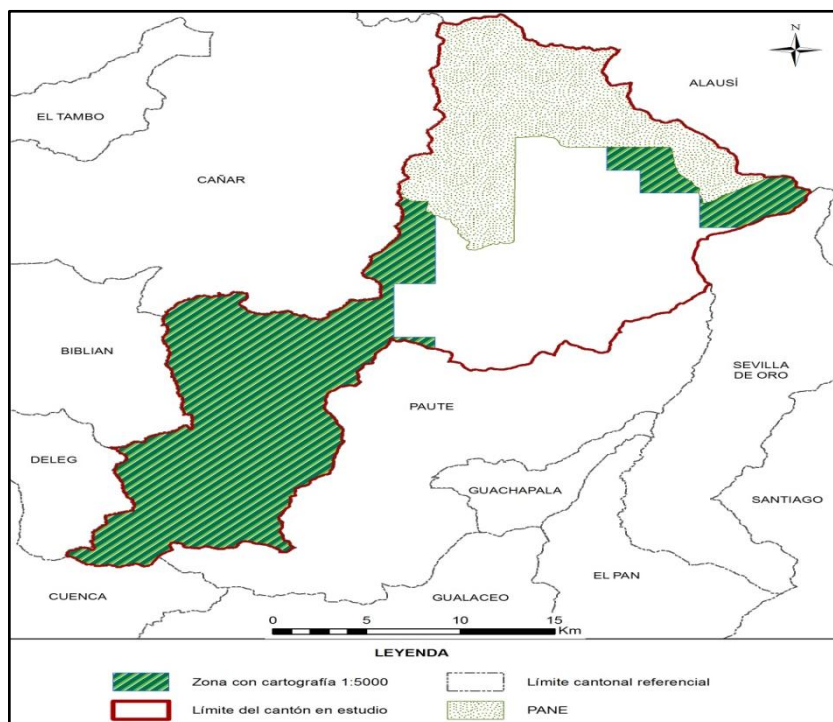 N
ALAUSÍ
EL TAMBO
CAÑAR
BIBLIAN
SEVILLA
DE ORO
PAUTE
DELEG
GUACHAPALA
SANTIAGO
EL PAN
CUENCA
GUALACEO
0 5 10 15
Km
LEYENDA
Zona con cartografía 1:5000
Límite cantonal referencial
Límite del cantón en estudio
PANE